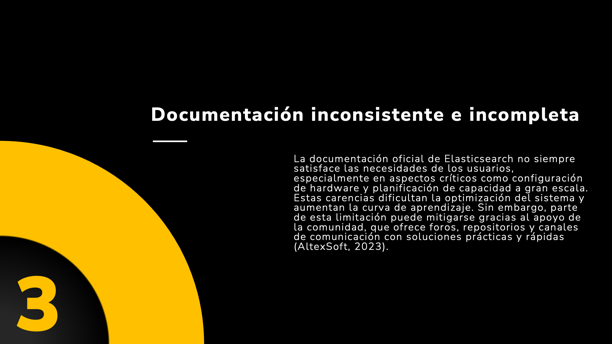 Documentación inconsistente e incompleta
La documentación oficial de Elasticsearch no siempre
satisface las necesidades de los usuarios,
especialmente en aspectos críticos como configuración
de hardware y planificación de capacidad a gran escala.
Estas carencias dificultan la optimización del sistema y
aumentan la curva de aprendizaje. Sin embargo, parte
de esta limitación puede mitigarse gracias al apoyo de
la comunidad, que ofrece foros, repositorios y canales
de comunicación con soluciones prácticas y rápidas
(AltexSoft, 2023).
3